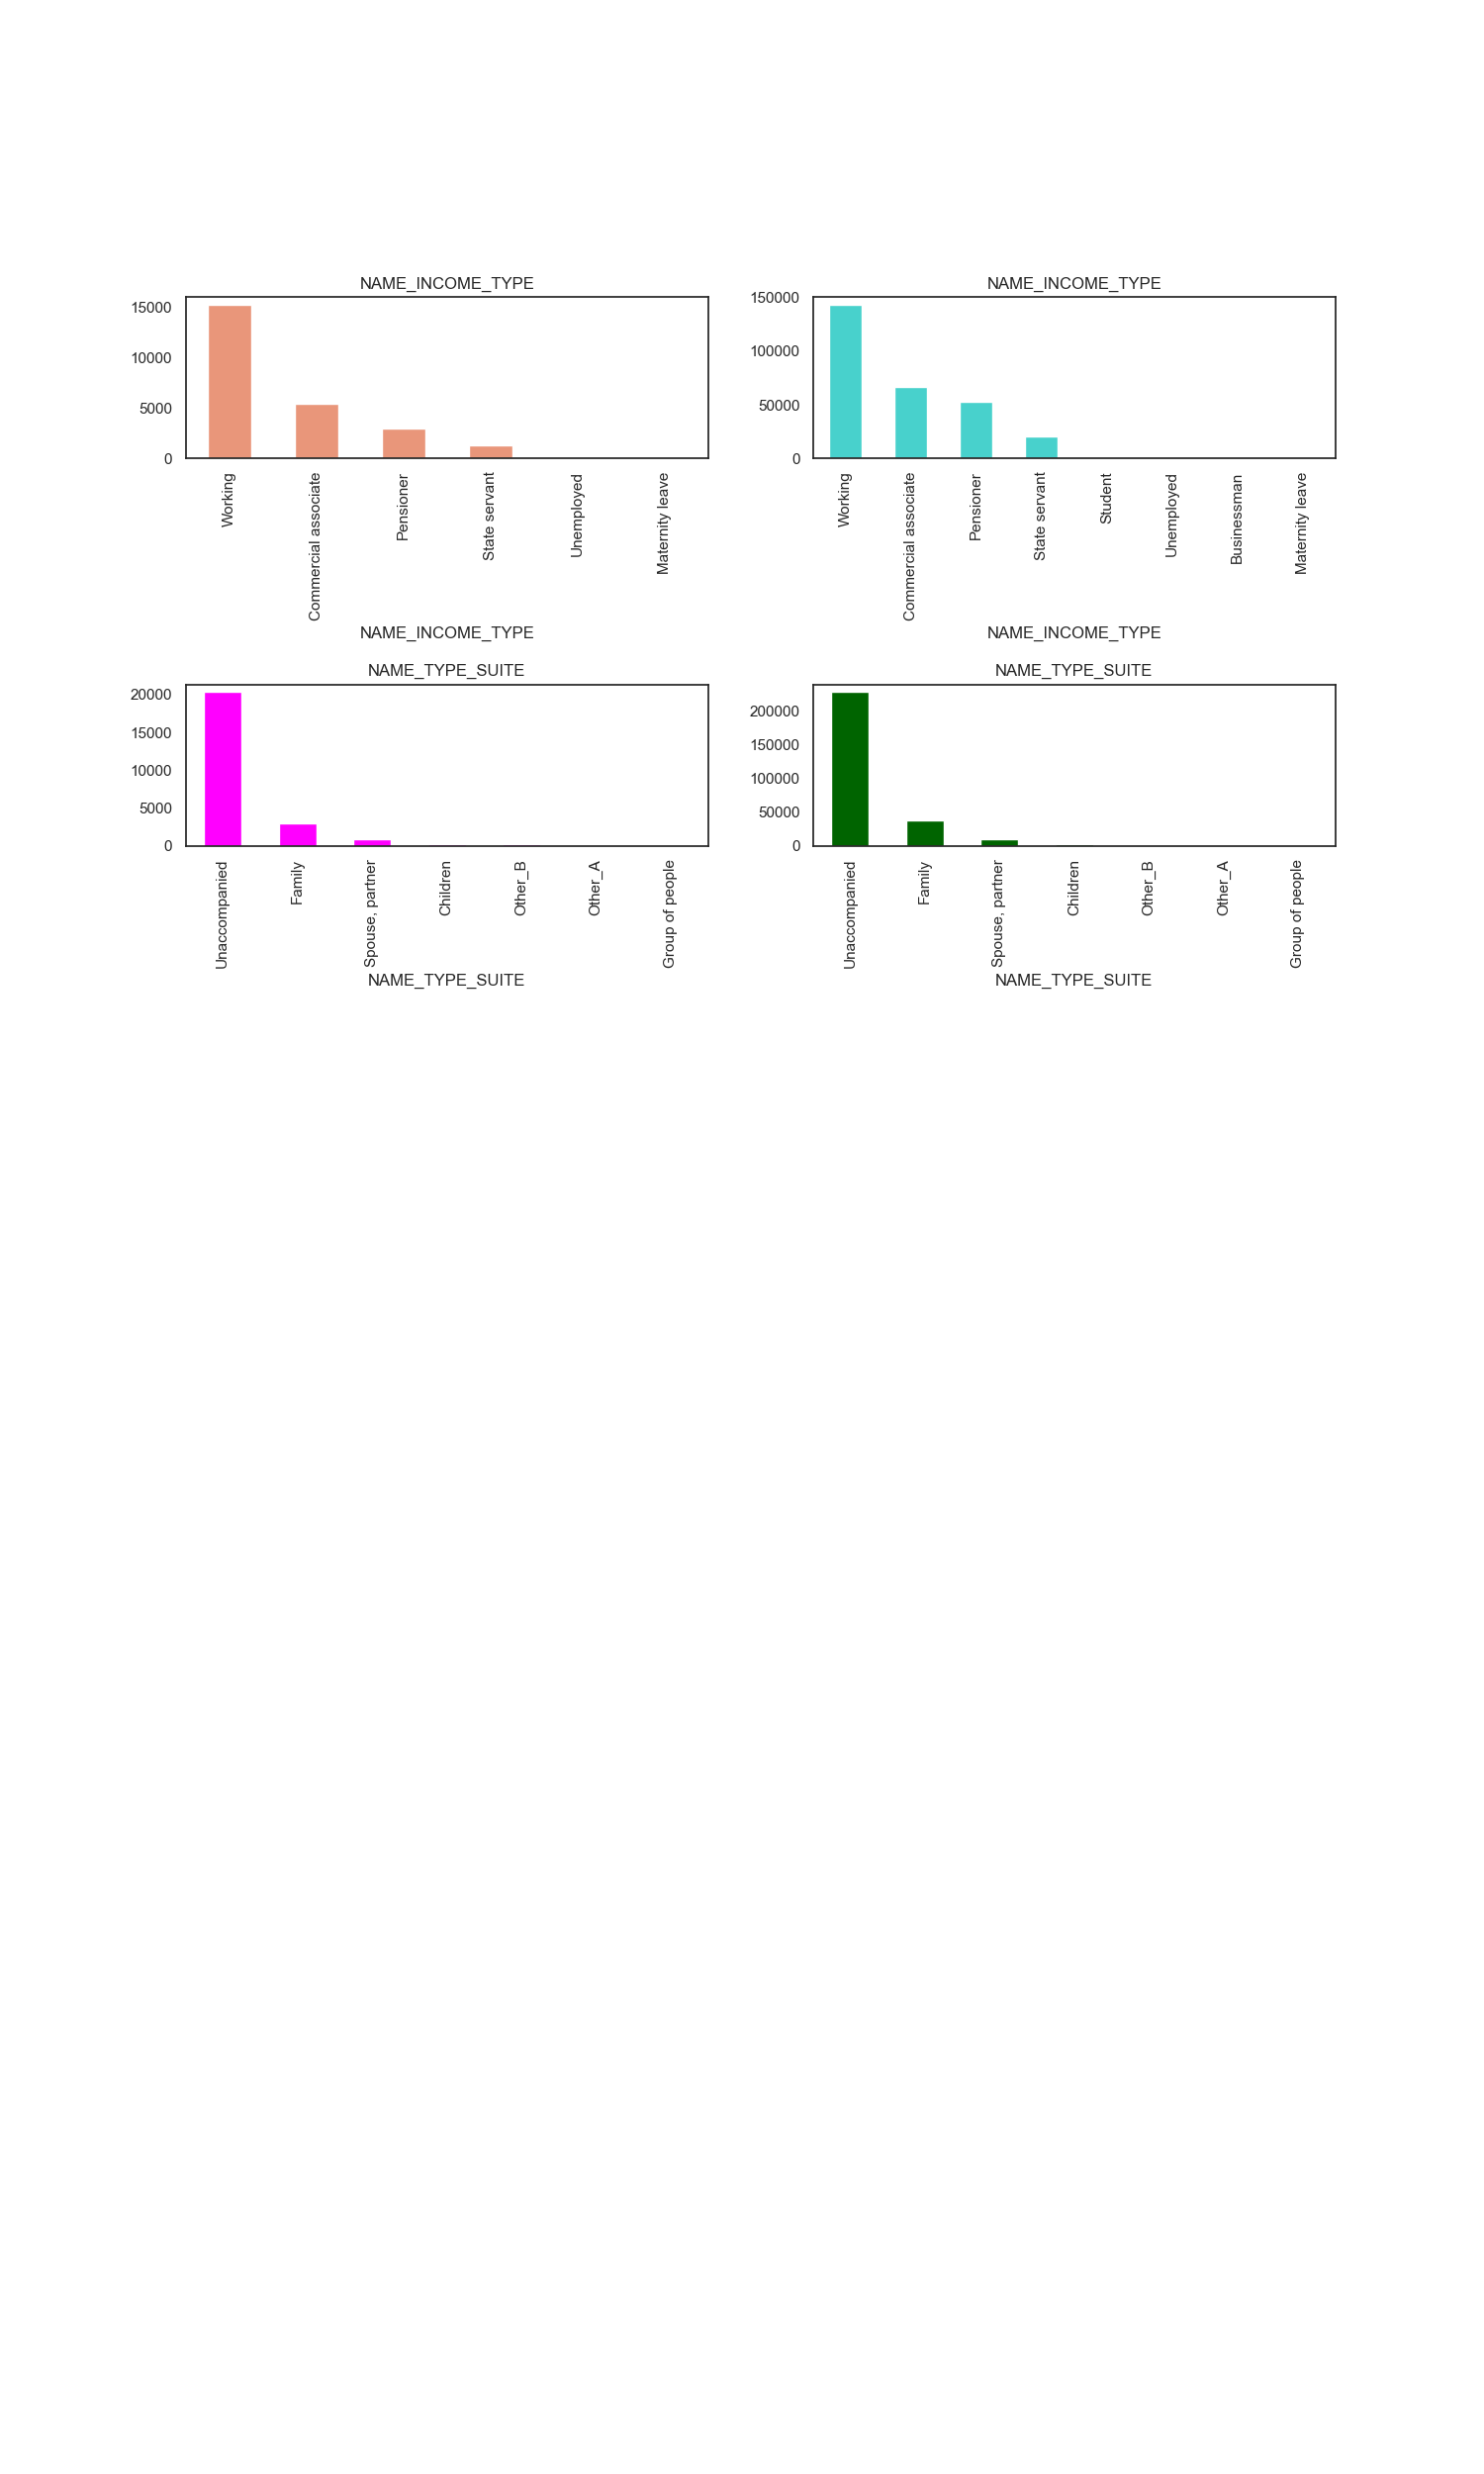 NAME_INCOME_TYPE
15000
10000
5000
0
Working
Commercial associate
Pensioner
State servant
Unemployed
Maternity leave
NAME_INCOME_TYPE
NAME_INCOME_TYPE
150000
100000
50000
0
Working
Commercial associate
Pensioner
State servant
Student
Unemployed
Businessman
Maternity leave
NAME_INCOME_TYPE
NAME_TYPE_SUITE
20000
15000
10000
5000
0
Unaccompanied
Family
Spouse, partner
Children
Other_B
Other_A
Group of people
NAME_TYPE_SUITE
NAME_TYPE_SUITE
200000
150000
100000
50000
0
Unaccompanied
Family
Spouse, partner
Children
Other_B
Other_A
Group of people
NAME_TYPE_SUITE